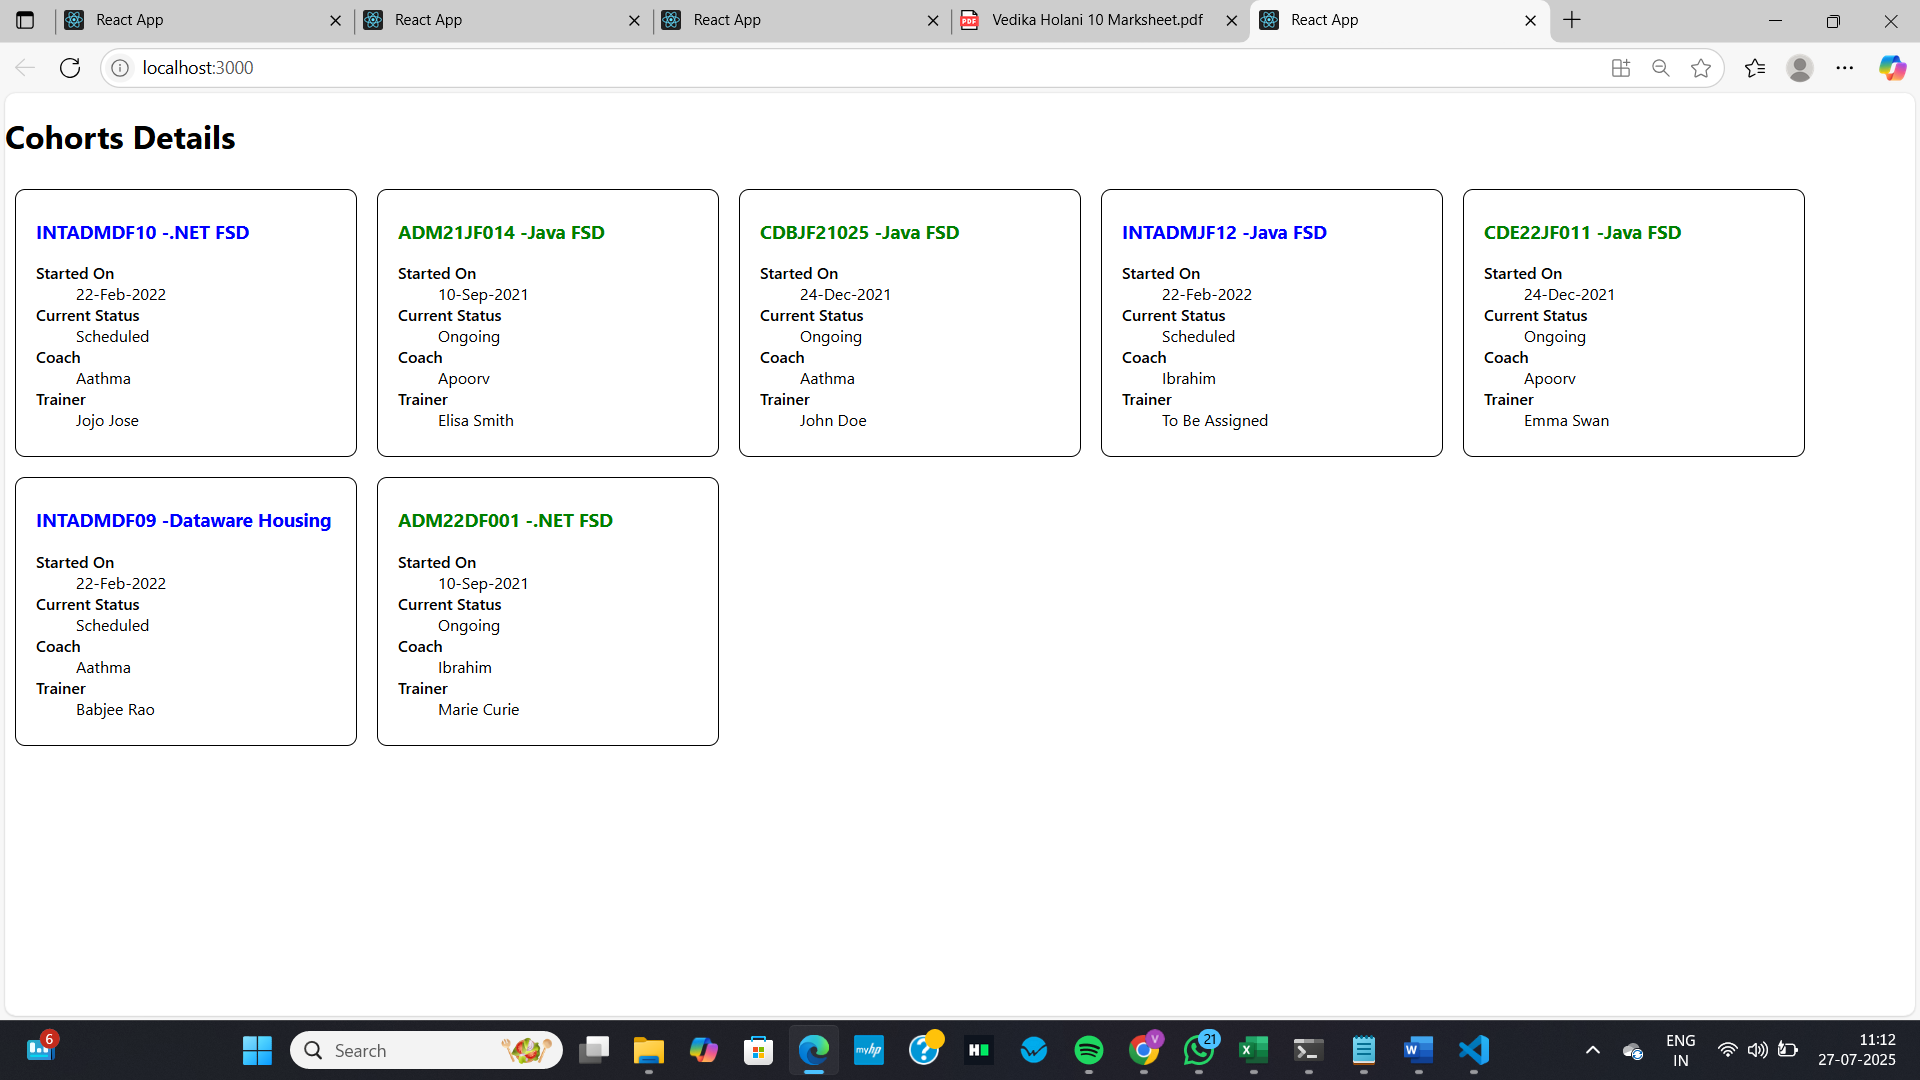 React App
React App
React App
Vedika Holani 10 Marksheet.pdf
React App
localhost:3000
Cohorts Details
INTADMDF10 -.NET FSD
Started On
22-Feb-2022
Current Status
Scheduled
Coach
Aathma
Trainer
Jojo Jose
ADM21JF014 -Java FSD
Started On
10-Sep-2021
Current Status
Ongoing
Coach
Apoorv
Trainer
Elisa Smith
CDBJF21025 -Java FSD
Started On
24-Dec-2021
Current Status
Ongoing
Coach
Aathma
Trainer
John Doe
INTADMJF12 -Java FSD
Started On
22-Feb-2022
Current Status
Scheduled
Coach
Ibrahim
Trainer
To Be Assigned
CDE22JF011 -Java FSD
Started On
24-Dec-2021
Current Status
Ongoing
Coach
Apoorv
Trainer
Emma Swan
INTADMDF09 -Dataware Housing
Started On
22-Feb-2022
Current Status
Scheduled
Coach
Aathma
Trainer
Babjee Rao
ADM22DF001 -.NET FSD
Started On
10-Sep-2021
Current Status
Ongoing
Coach
Ibrahim
Trainer
Marie Curie
6
Search
myhp
V
21
ENG
IN
11:12
27-07-2025